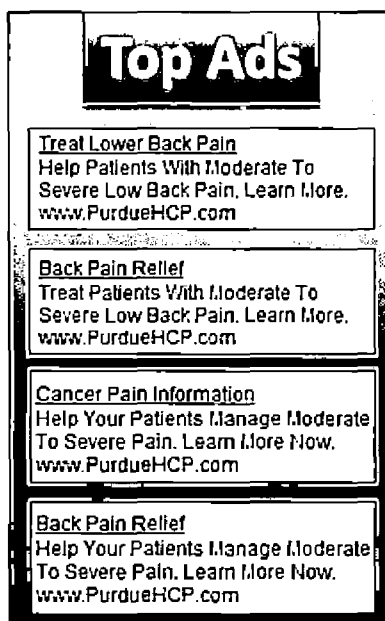 Top Ads
Treat Lower Back Pain
Help Patients With Moderate To
Severe Low Back Pain. Learn More.
www.PurdueHCP.com
Back Pain Relief
Treat Patients With Moderate To
Severe Low Back Pain. Learn More.
www.PurdueHCP.com
Cancer Pain Information
Help Your Patients Manage Moderate
To Severe Pain. Learn More Now.
www.PurdueHCP.com
Back Pain Relief
Help Your Patients Manage Moderate
To Severe Pain. Learn More Now.
www.PurdueHCP.com